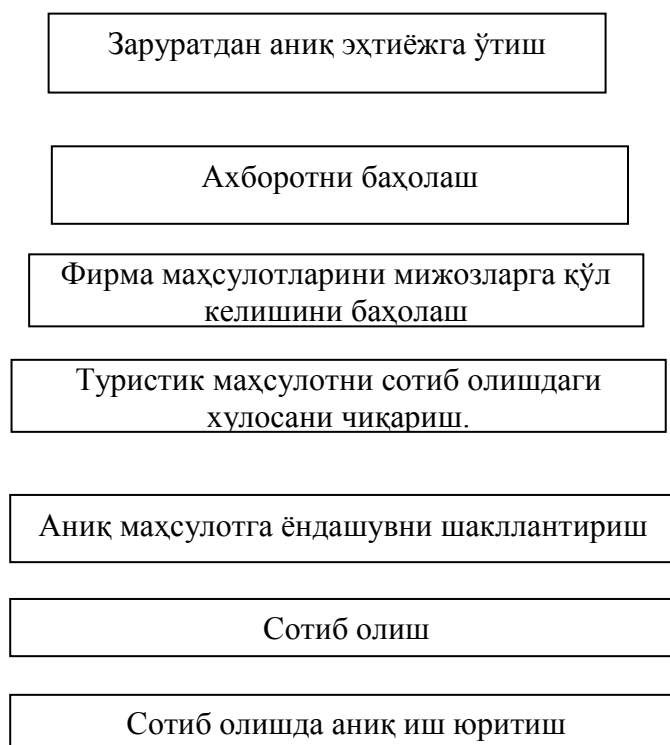 Заруратдан аниқ эҳтиёжга ўтиш
Ахборотни баҳолаш
Фирма маҳсулотларини мижозларга қўл
келишини баҳолаш
Туристик маҳсулотни сотиб олишдаги
хулосани чиқариш.
Аниқ маҳсулотга ёндашувни шакллантириш
Сотиб олиш
Сотиб олишда аниқ иш юритиш